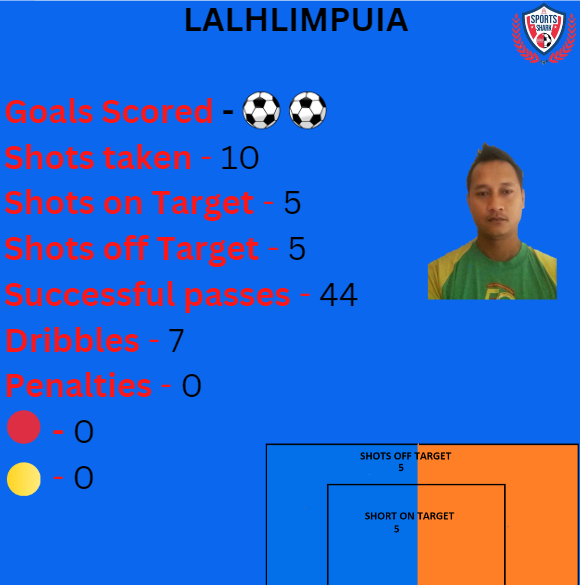 LALHLIMPUIA
SPORTS
SHARK
Goals Scored -
Shots taken - 10
Shots on Target - 5
Shots off Target - 5
Successful passes - 44
Dribbles - 7
Penalties - 0
- 0
- 0
SHOTS OFF TARGET
5
SHORT ON TARGET
5